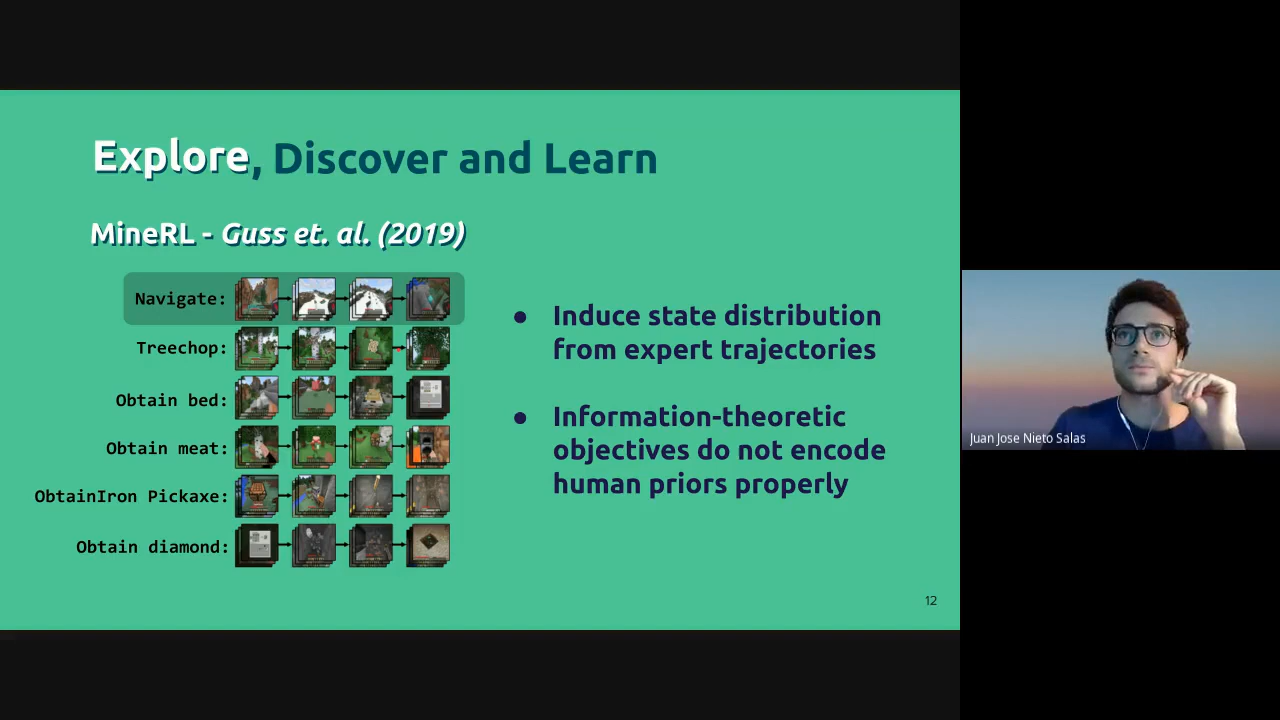 Explore, Discover and Learn
MineRL - Guss et. al. (2019)
Navigate:
Treechop:
Obtain bed:
Obtain meat:
ObtainIron Pickaxe:
Obtain diamond:
● Induce state distribution
from expert trajectories
● Information-theoretic
objectives do not encode
human priors properly
12
Juan Jose Nieto Salas